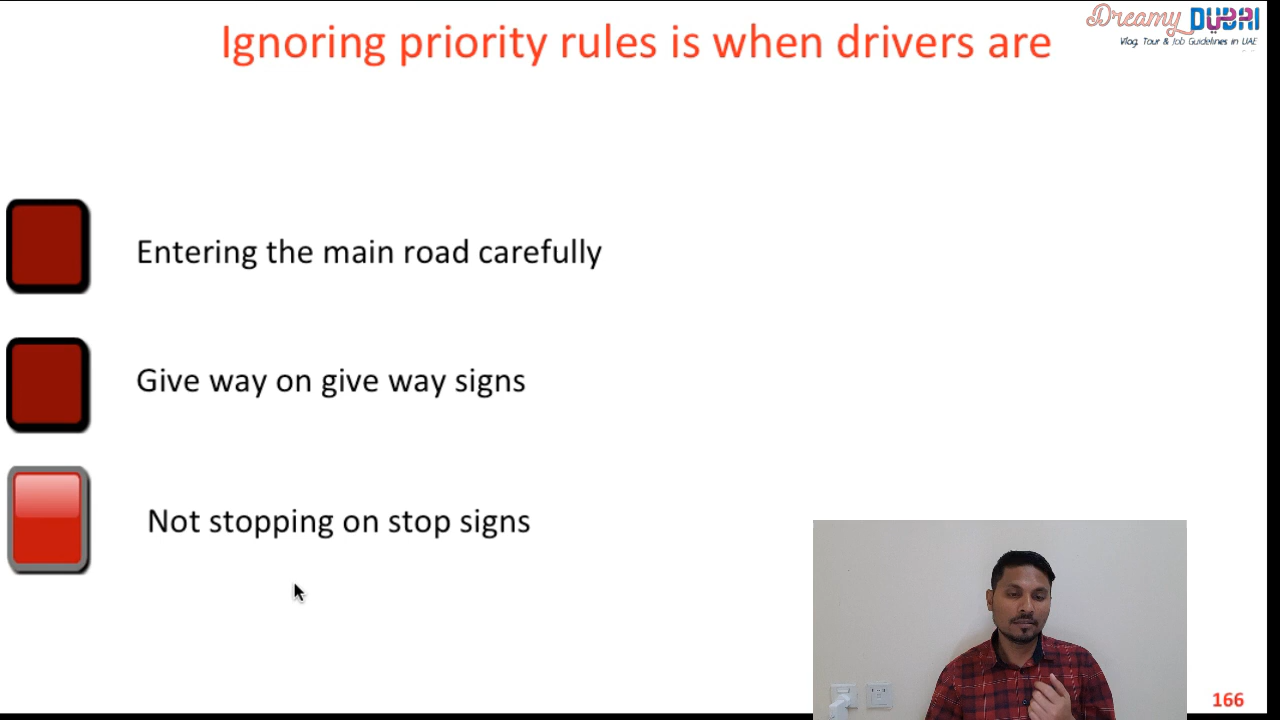 Ignoring priority rules is when drivers are
Dreamy DUBAI
Vlog, Tour & Job Guidelines in UAE
Entering the main road carefully
Give way on give way signs
Not stopping on stop signs
166